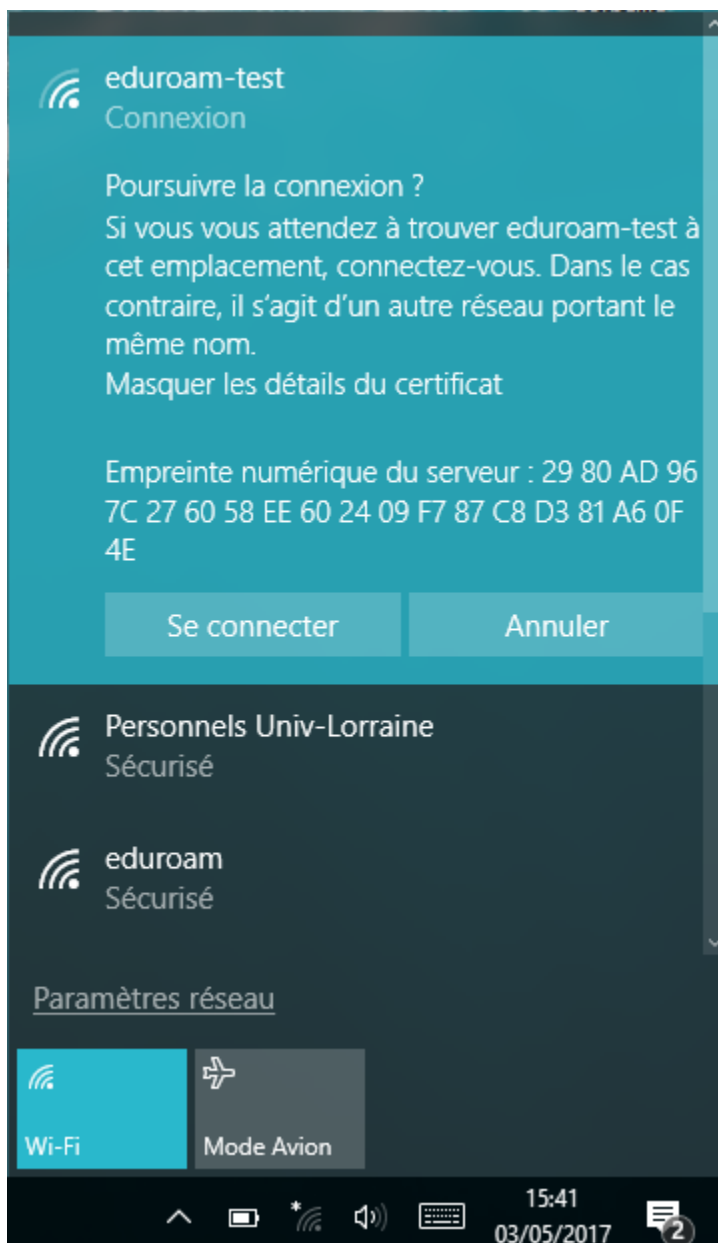 eduroam-test
Connexion
Poursuivre la connexion ?
Si vous vous attendez à trouver eduroam-test à
cet emplacement, connectez-vous. Dans le cas
contraire, il s’agit d’un autre réseau portant le
même nom.
Masquer les détails du certificat
Empreinte numérique du serveur : 29 80 AD 96
7C 27 60 58 EE 60 24 09 F7 87 C8 D3 81 A6 0F
4E
Se connecter Annuler
Personnels Univ-Lorraine
Sécurisé
eduroam
Sécurisé
Paramètres réseau
Wi-Fi Mode Avion
15:41
03/05/2017 2